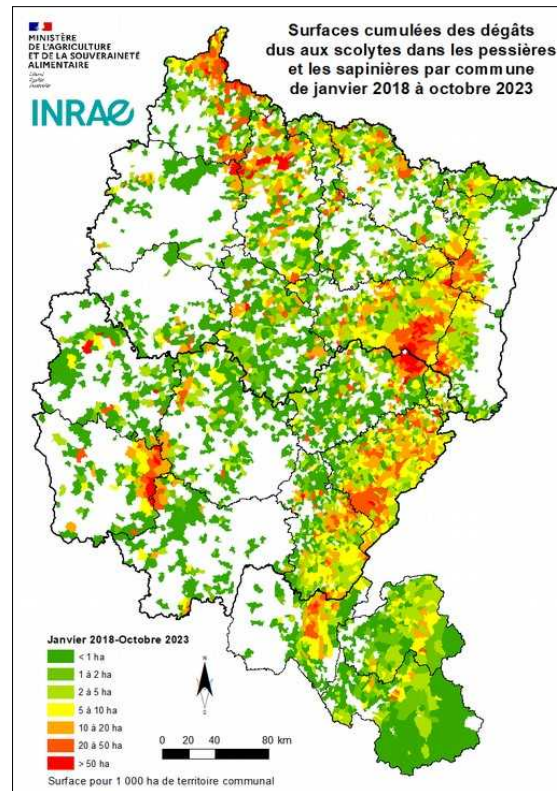 MINISTÈRE
DE L'AGRICULTURE
ET DE LA SOUVERAINETÉ
ALIMENTAIRE
Liberté
Égalité
Fraternité
INRAE
Surfaces cumulées des dégâts
dus aux scolytes dans les pessières
et les sapinières par commune
de janvier 2018 à octobre 2023
Janvier 2018-Octobre 2023
< 1 ha
1 à 2 ha
2 à 5 ha
5 à 10 ha
10 à 20 ha
20 à 50 ha
> 50 ha
N
S
0 20 40 80 km
Surface pour 1 000 ha de territoire communal